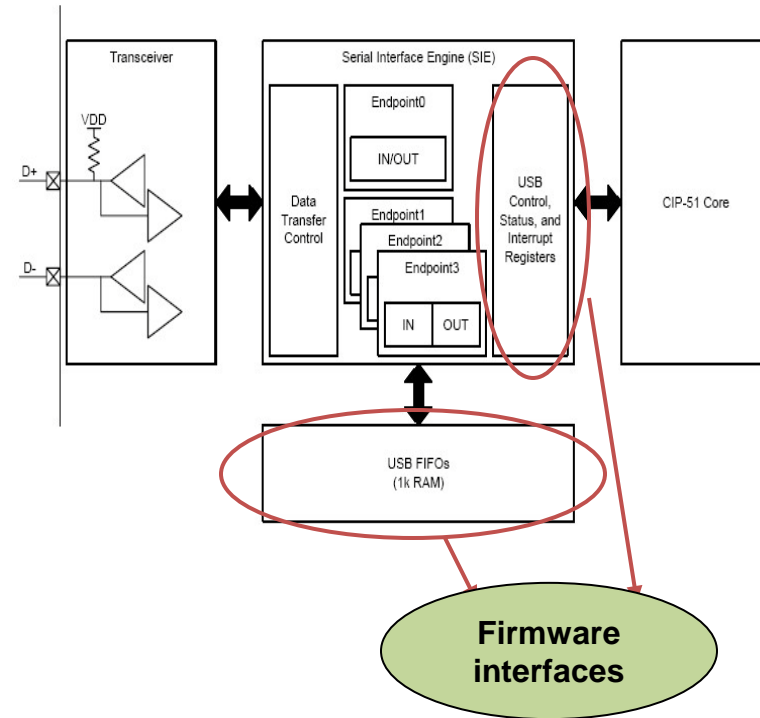 Transceiver
VDD
D+
D-
Serial Interface Engine (SIE)
Data
Transfer
Control
Endpoint0
IN/OUT
Endpoint1
Endpoint2
Endpoint3
IN
OUT
USB
Control,
Status, and
Interrupt
Registers
CIP-51 Core
USB FIFOs
(1k RAM)
Firmware
interfaces